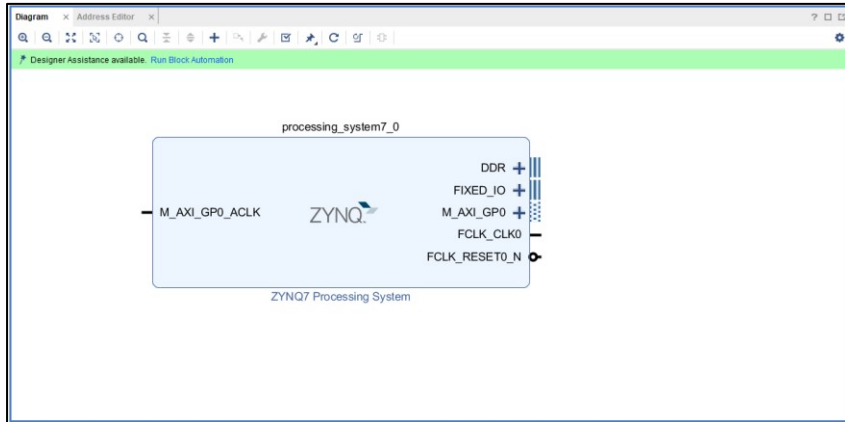 Diagram × Address Editor ×
Designer Assistance available. Run Block Automation
processing_system7_0
DDR
FIXED_IO
M_AXI_GP0_ACLK ZYNQ. M_AXI_GP0
FCLK_CLK0
FCLK_RESET0_N
ZYNQ7 Processing System